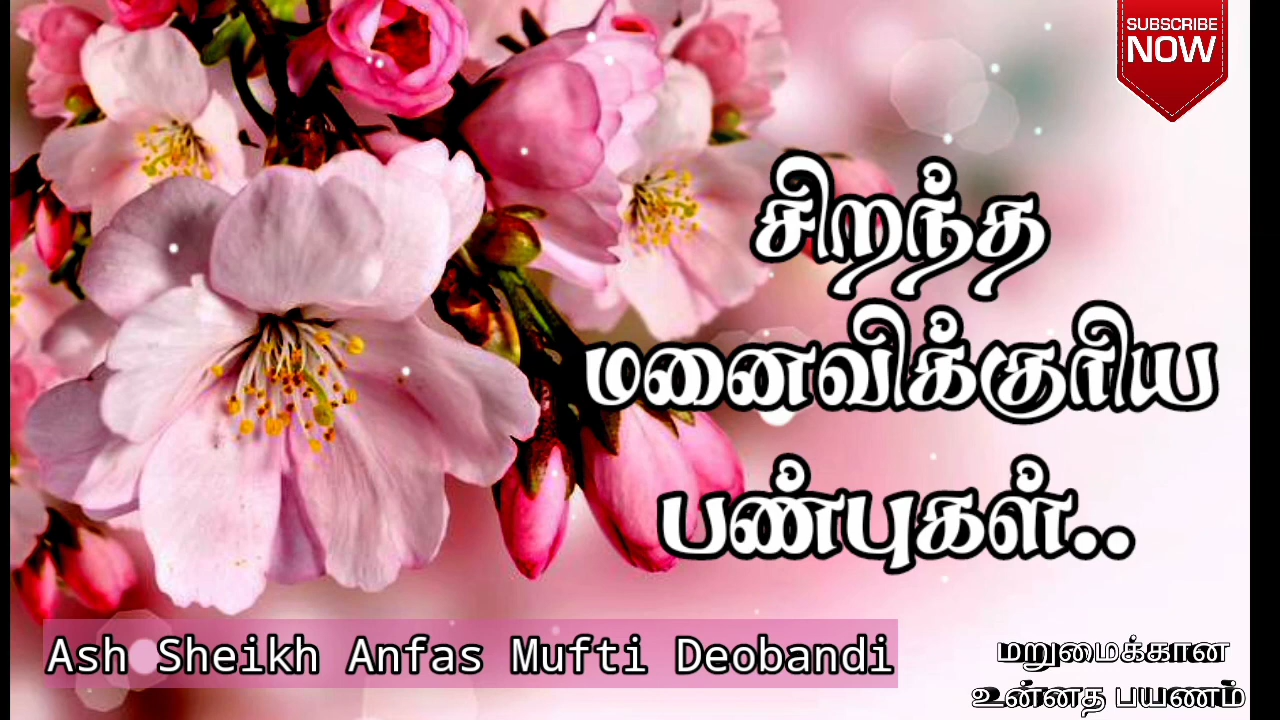 SUBSCRIBE
NOW
சிறந்த
மனைவிக்குரிய
பண்புகள்..
Ash Sheikh Anfas Mufti Deobandi
மறுமைக்கான
உன்னத பயணம்